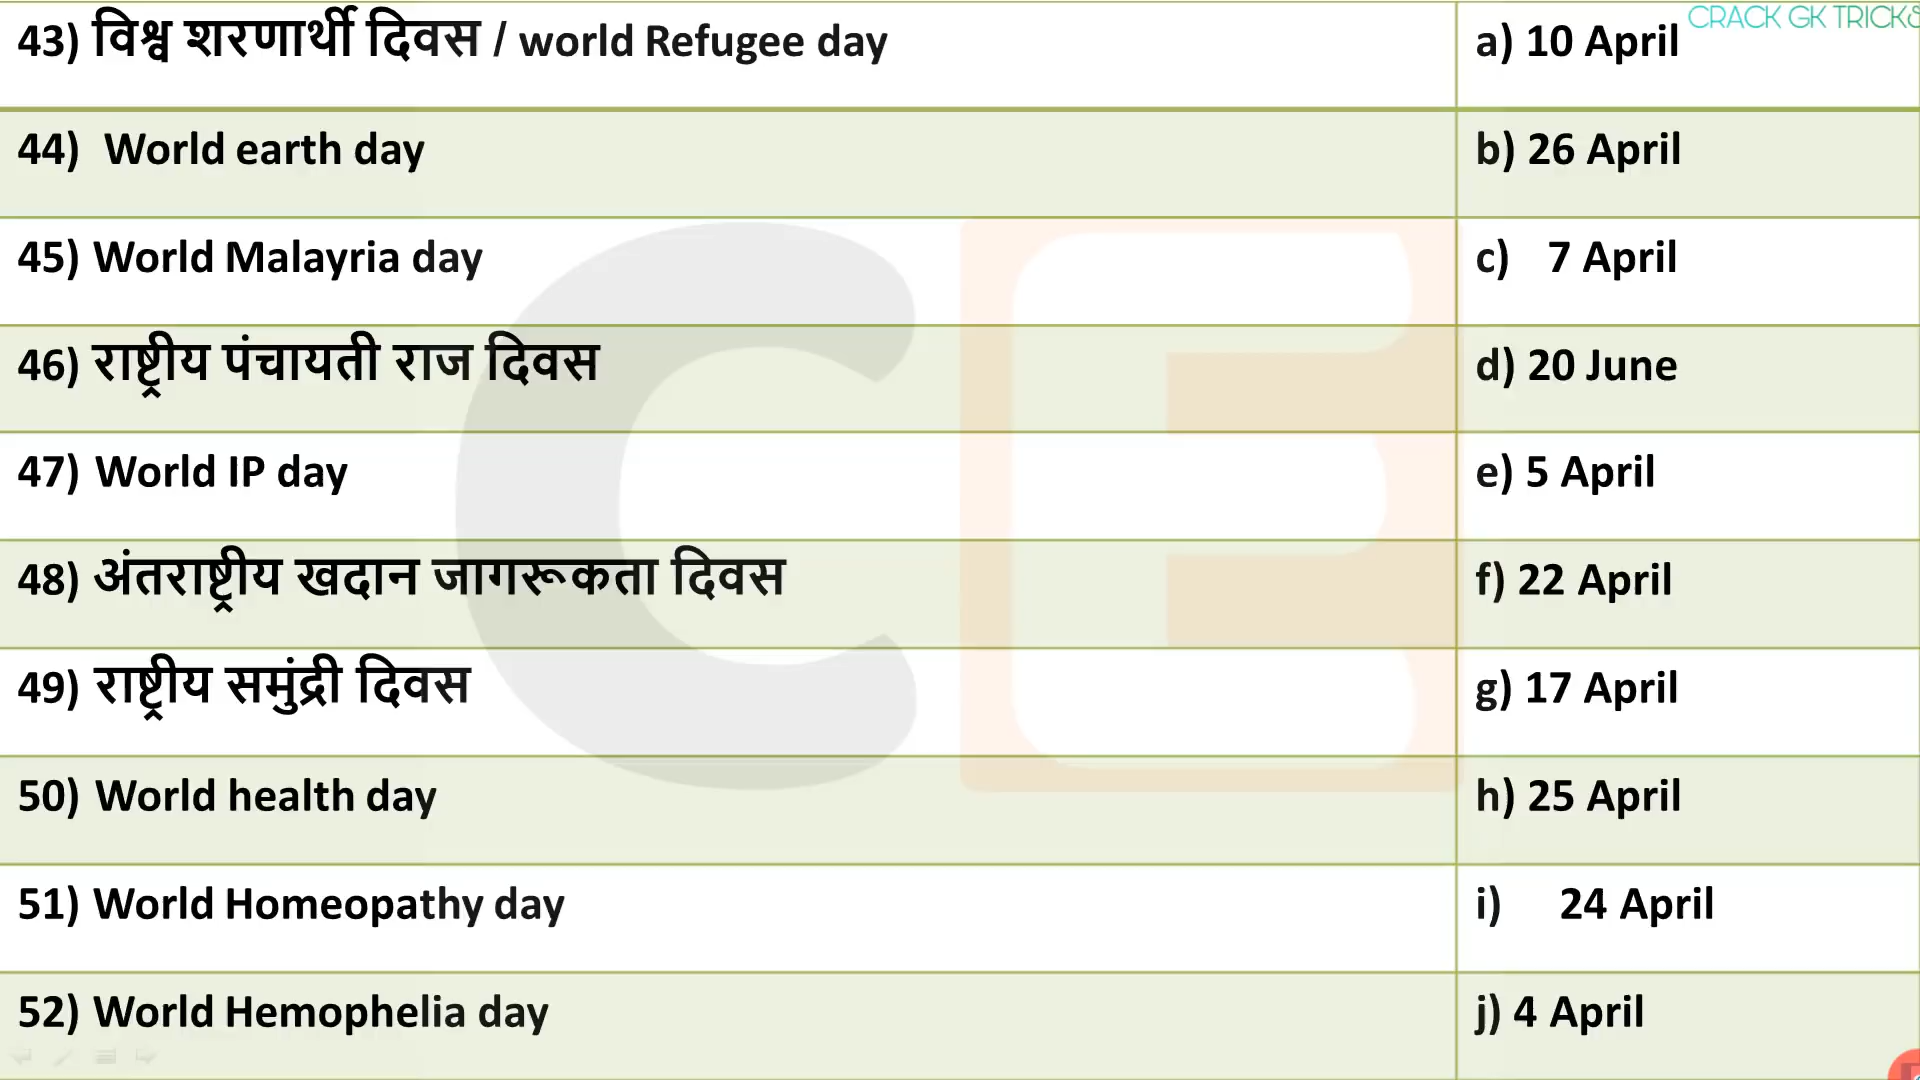 CRACK GK TRICKS
43) विश्व शरणार्थी दिवस / world Refugee day a) 10 April
44) World earth day b) 26 April
45) World Malayria day c) 7 April
46) राष्ट्रीय पंचायती राज दिवस d) 20 June
47) World IP day e) 5 April
48) अंतराष्ट्रीय खदान जागरूकता दिवस f) 22 April
49) राष्ट्रीय समुंद्री दिवस g) 17 April
50) World health day h) 25 April
51) World Homeopathy day i) 24 April
52) World Hemophelia day j) 4 April
CE